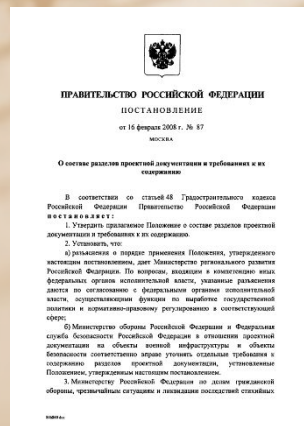 ПРАВИТЕЛЬСТВО РОССИЙСКОЙ ФЕДЕРАЦИИ
ПОСТАНОВЛЕНИЕ
от 16 февраля 2008 г. № 87
МОСКВА
О составе разделов проектной документации и требованиях к их
содержанию
В соответствии со статьей 48 Градостроительного кодекса
Российской Федерации Правительство Российской Федерации
постановляет:
1. Утвердить прилагаемое Положение о составе разделов проектной
документации и требованиях к их содержанию.
2. Установить, что:
а) разъяснения о порядке применения Положения, утвержденного
настоящим постановлением, дает Министерство регионального развития
Российской Федерации. По вопросам, входящим в компетенцию иных
федеральных органов исполнительной власти, указанные разъяснения
даются по согласованию с федеральными органами исполнительной
власти, осуществляющими функции по выработке государственной
политики и нормативно-правовому регулированию в соответствующей
сфере;
б) Министерство обороны Российской Федерации и Федеральная
служба безопасности Российской Федерации в отношении проектной
документации на объекты военной инфраструктуры и объекты
безопасности соответственно вправе уточнять отдельные требования к
содержанию разделов проектной документации, установленные
Положением, утвержденным настоящим постановлением.
3. Министерству Российской Федерации по делам гражданской
обороны, чрезвычайным ситуациям и ликвидации последствий стихийных